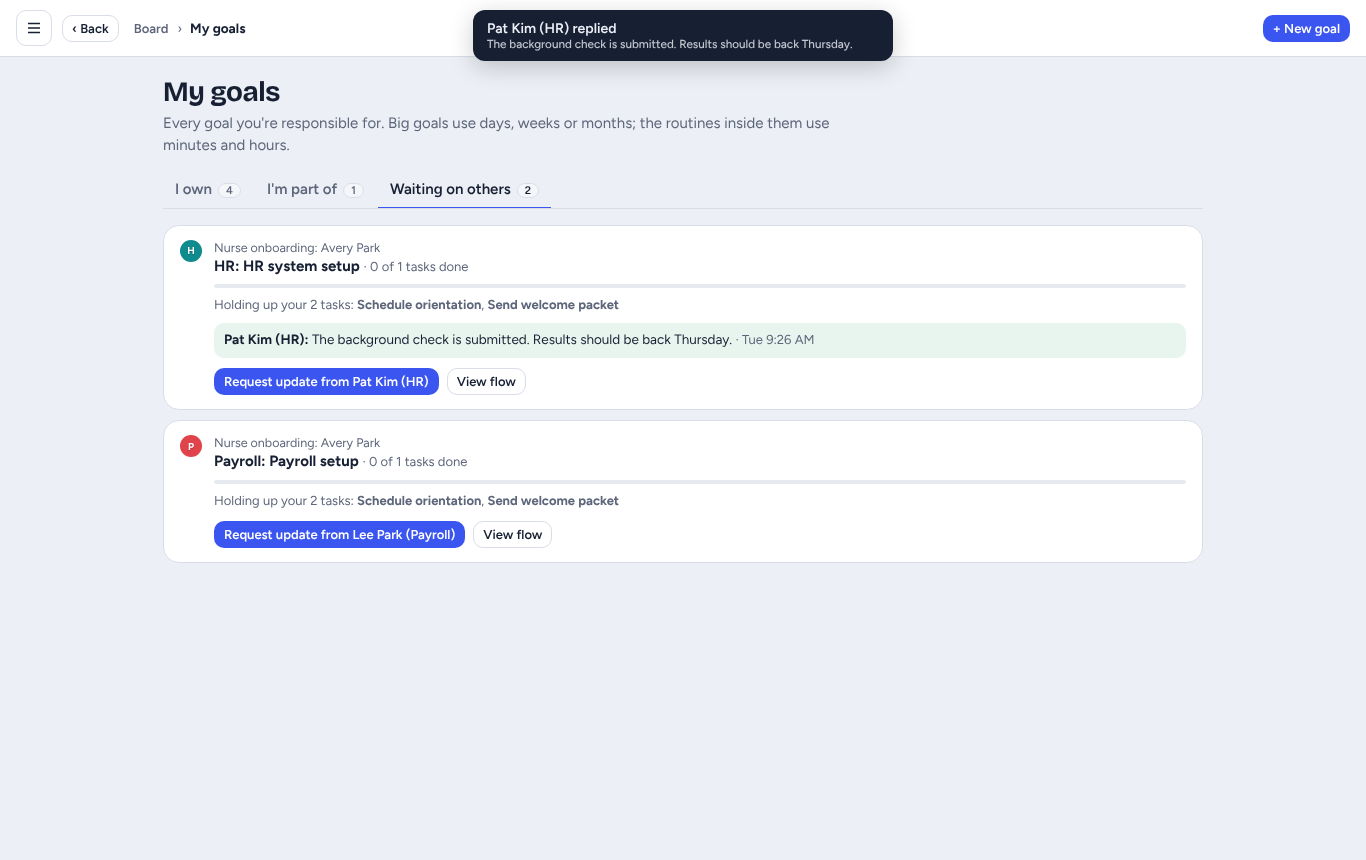 ‹ Back
Board › My goals
Pat Kim (HR) replied
The background check is submitted. Results should be back Thursday.
+ New goal
My goals
Every goal you're responsible for. Big goals use days, weeks or months; the routines inside them use
minutes and hours.
I own 4
I'm part of 1
Waiting on others 2
H
Nurse onboarding: Avery Park
HR: HR system setup · 0 of 1 tasks done
Holding up your 2 tasks: Schedule orientation, Send welcome packet
Pat Kim (HR): The background check is submitted. Results should be back Thursday. · Tue 9:26 AM
Request update from Pat Kim (HR)
View flow
P
Nurse onboarding: Avery Park
Payroll: Payroll setup · 0 of 1 tasks done
Holding up your 2 tasks: Schedule orientation, Send welcome packet
Request update from Lee Park (Payroll)
View flow